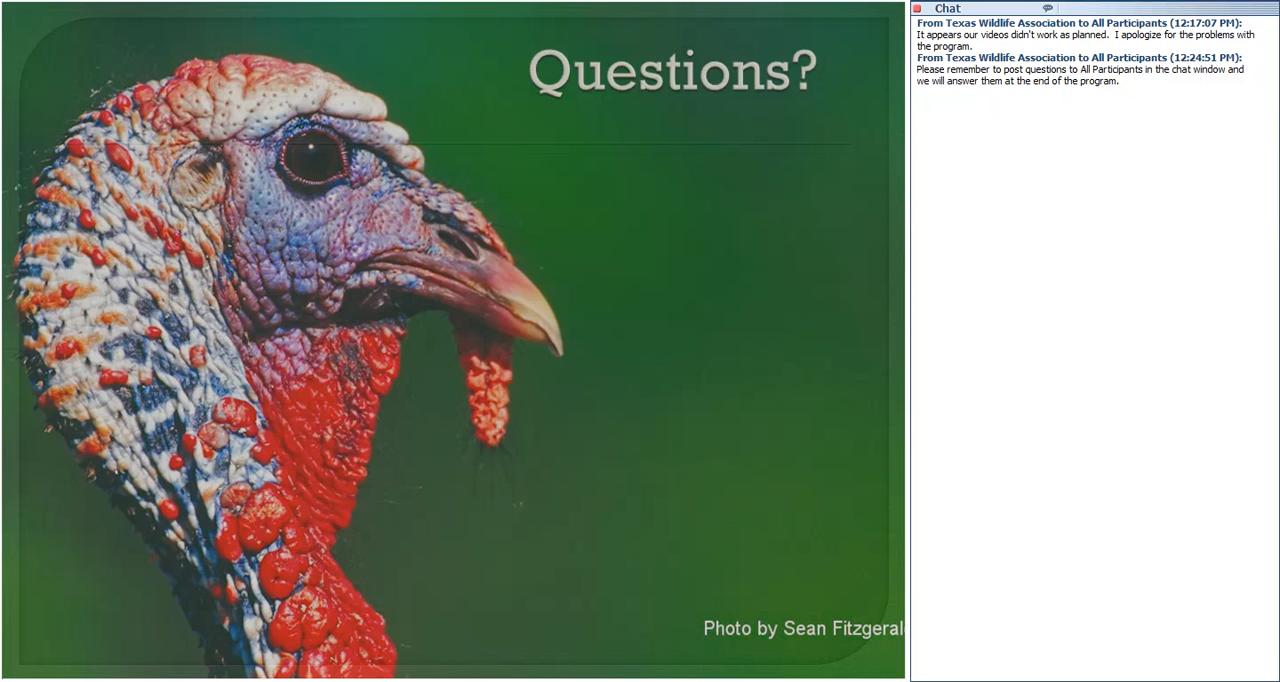 Questions?
Photo by Sean Fitzgeral
Chat
From Texas Wildlife Association to All Participants (12:17:07 PM):
It appears our videos didn't work as planned.  I apologize for the problems with
the program.
From Texas Wildlife Association to All Participants (12:24:51 PM):
Please remember to post questions to All Participants in the chat window and
we will answer them at the end of the program.